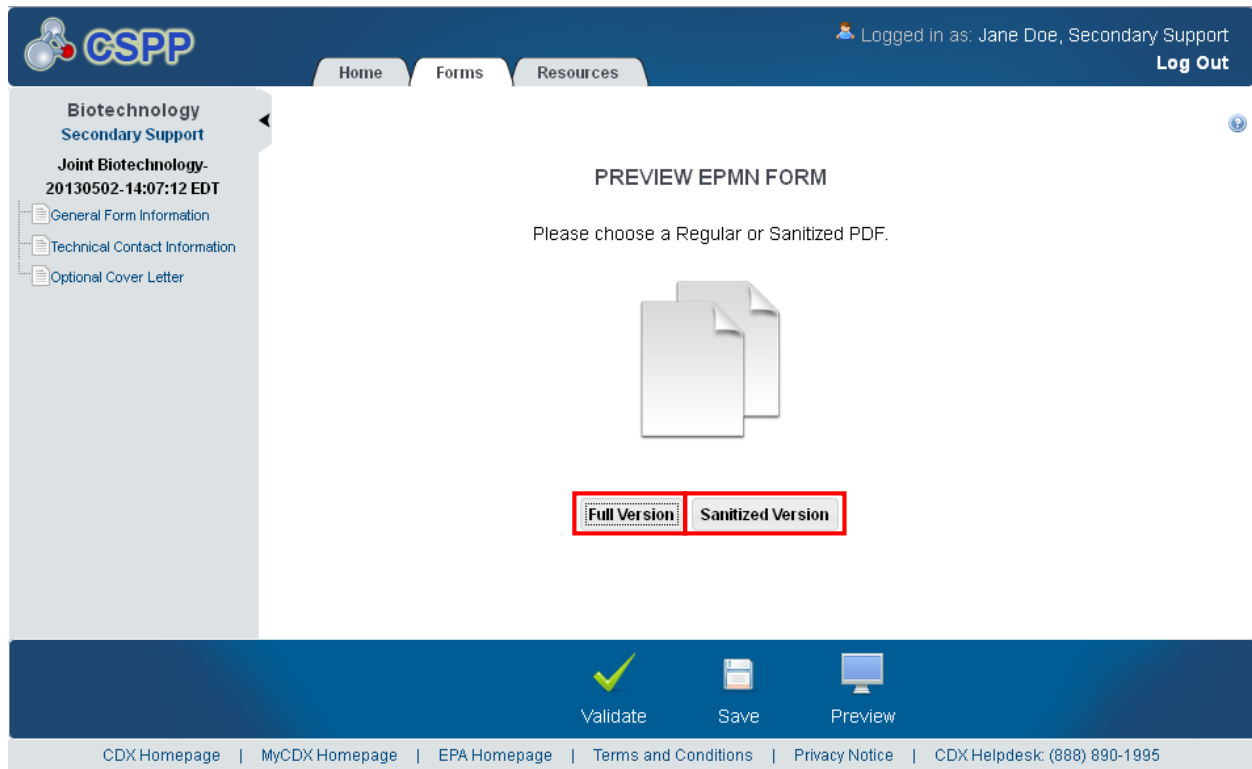 CSPP
Logged in as: Jane Doe, Secondary Support
Log Out
Home Forms Resources
Biotechnology
Secondary Support
Joint Biotechnology-
20130502-14:07:12 EDT
General Form Information
Technical Contact Information
Optional Cover Letter
PREVIEW EPMN FORM
Please choose a Regular or Sanitized PDF.
Full Version Sanitized Version
Validate Save Preview
CDX Homepage | MyCDX Homepage | EPA Homepage | Terms and Conditions | Privacy Notice | CDX Helpdesk: (888) 890-1995